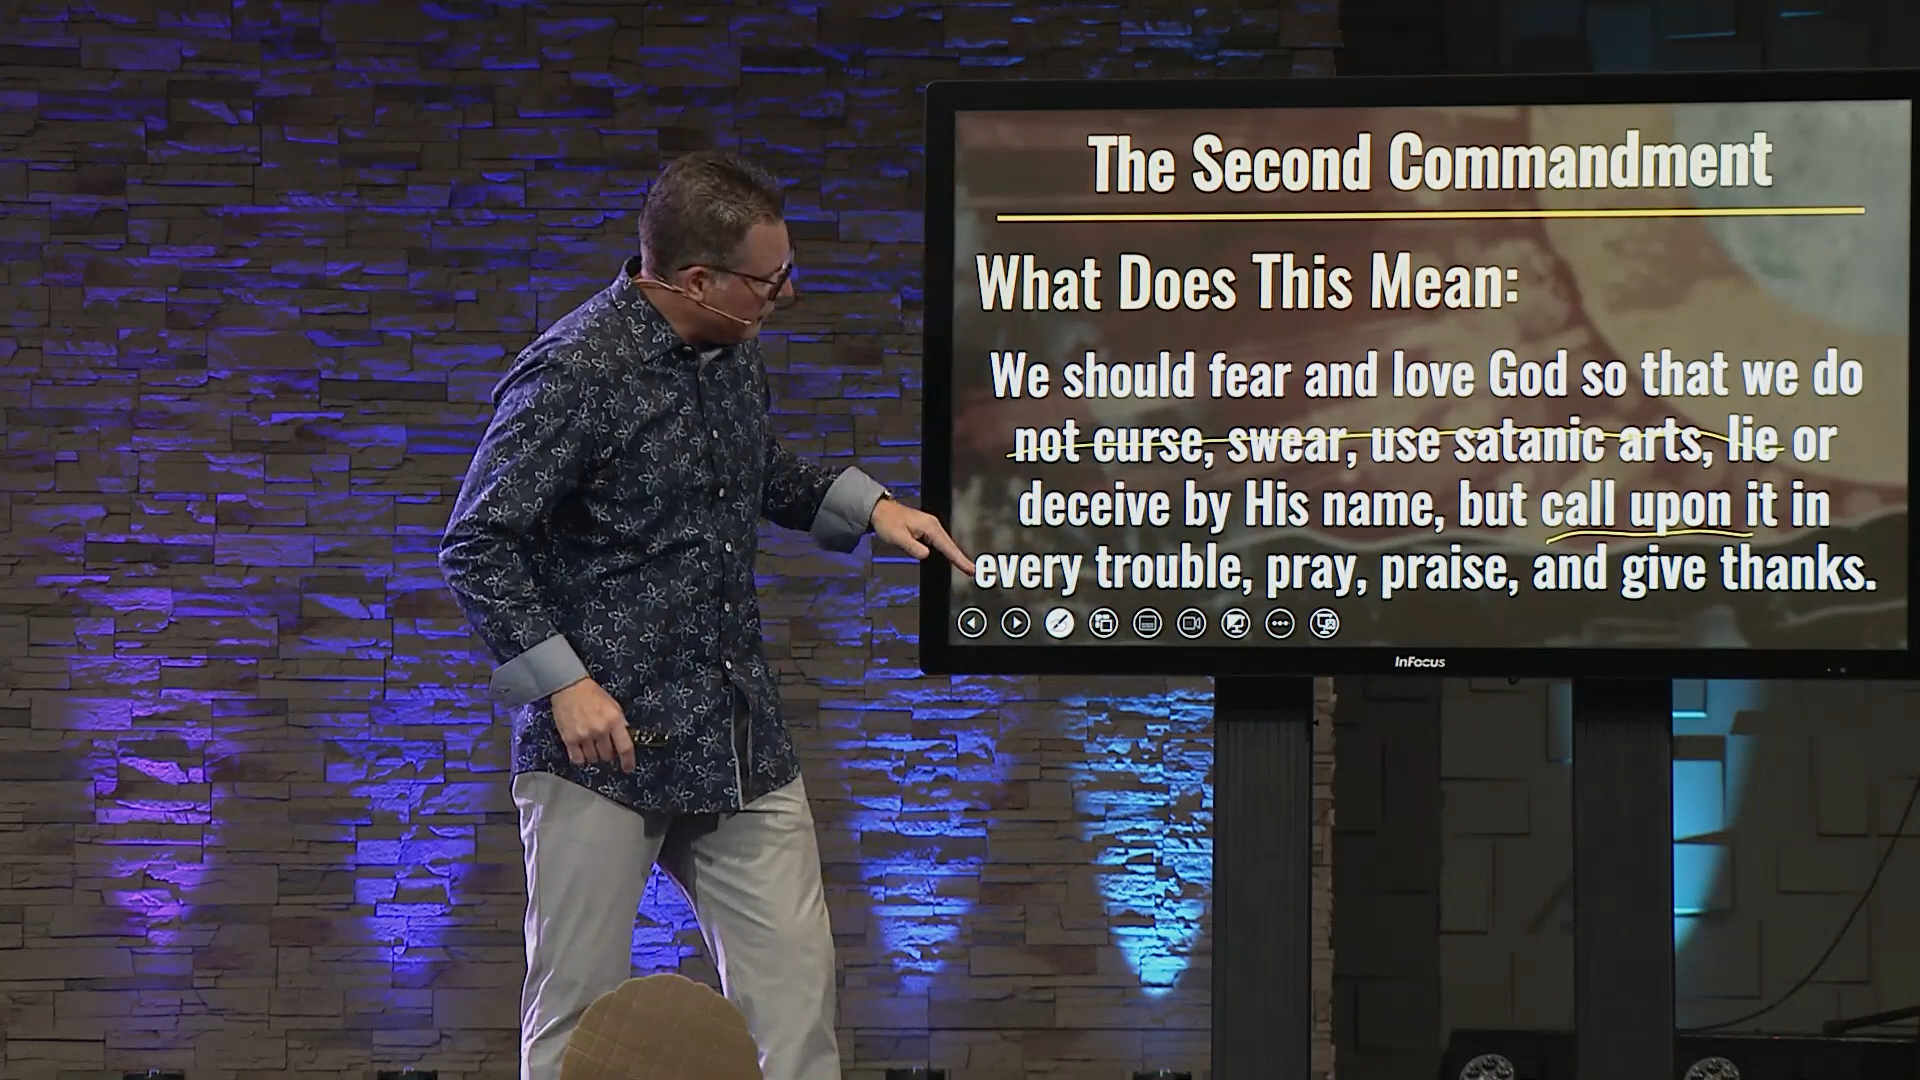 The Second Commandment
What Does This Mean:
We should fear and love God so that we do
not curse, swear, use satanic arts, lie or
deceive by His name, but call upon it in
every trouble, pray, praise, and give thanks.
InFocus